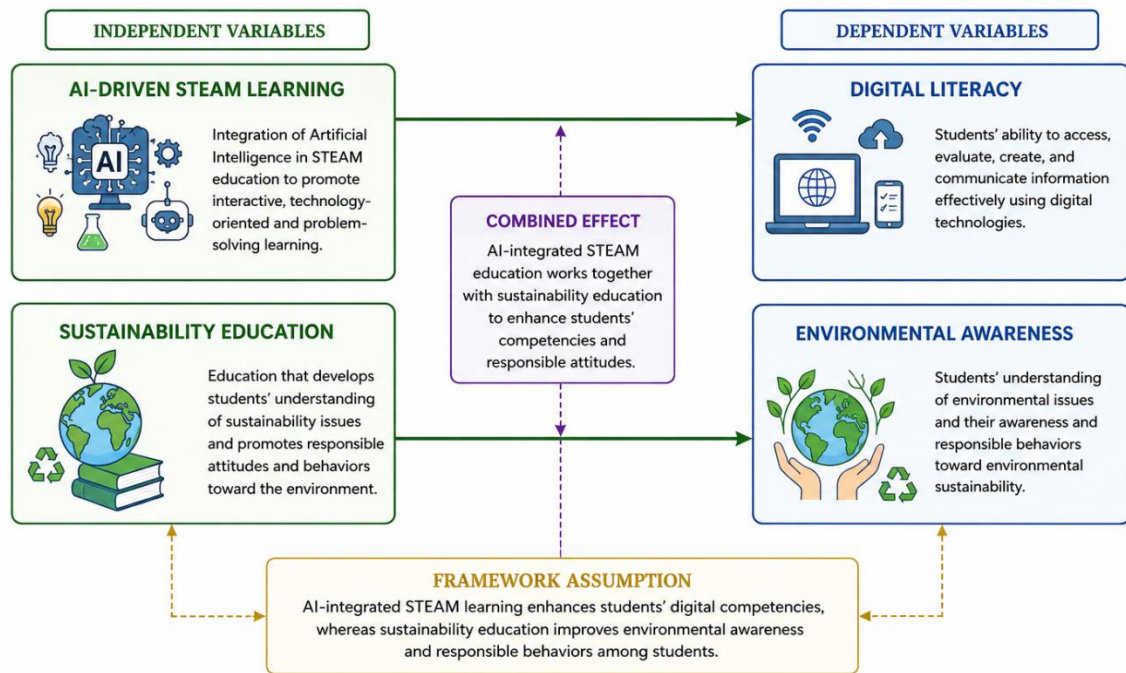 INDEPENDENT VARIABLES
DEPENDENT VARIABLES
AI-DRIVEN STEAM LEARNING
AI
Integration of Artificial
Intelligence in STEAM
education to promote
interactive, technology-
oriented and problem-
solving learning.
DIGITAL LITERACY
Students’ ability to access,
evaluate, create, and
communicate information
effectively using digital
technologies.
COMBINED EFFECT
AI-integrated STEAM
education works together
with sustainability education
to enhance students’
competencies and
responsible attitudes.
SUSTAINABILITY EDUCATION
Education that develops
students’ understanding
of sustainability issues
and promotes responsible
attitudes and behaviors
toward the environment.
ENVIRONMENTAL AWARENESS
Students’ understanding
of environmental issues
and their awareness and
responsible behaviors
toward environmental
sustainability.
FRAMEWORK ASSUMPTION
AI-integrated STEAM learning enhances students’ digital competencies,
whereas sustainability education improves environmental awareness
and responsible behaviors among students.